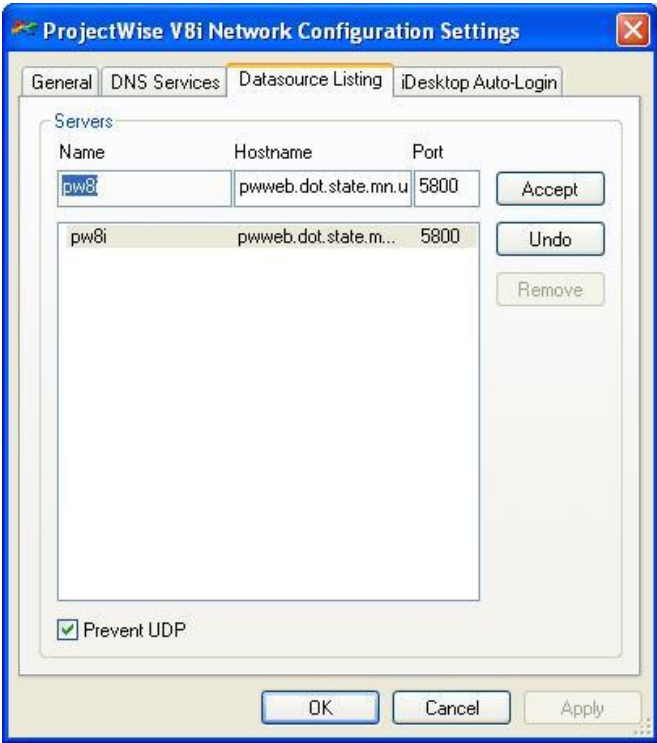 ProjectWise V8i Network Configuration Settings
General DNS Services Datasource Listing iDesktop Auto-Login
Servers
Name Hostname Port
pw8i pwweb.dot.state.mn.u 5800 Accept
pw8i pwweb.dot.state.m... 5800 Undo
Remove
Prevent UDP
OK Cancel Apply